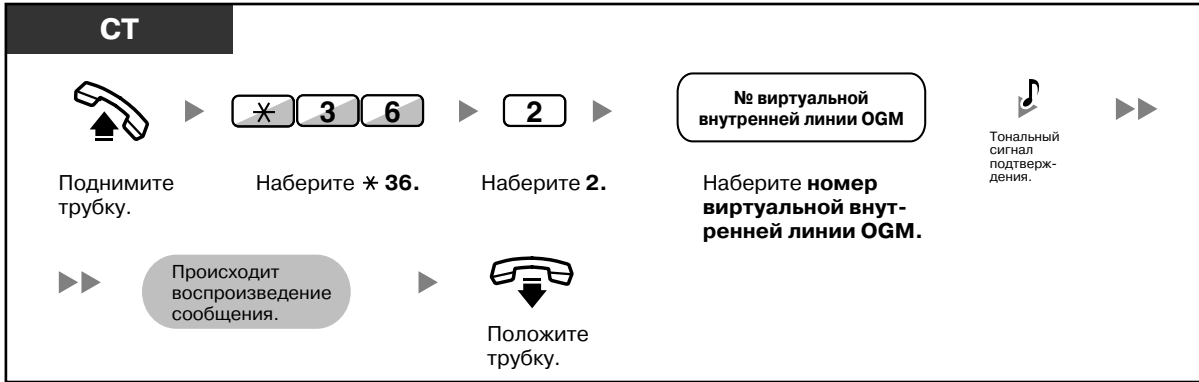 СТ
✳ 3 6
2
№ виртуальной
внутренней линии OGM
Тональный
сигнал
подтверж-
дения.
Поднимите
трубку.
Наберите ✳ 36.
Наберите 2.
Наберите номер
виртуальной внут-
ренней линии OGM.
Происходит
воспроизведение
сообщения.
Положите
трубку.